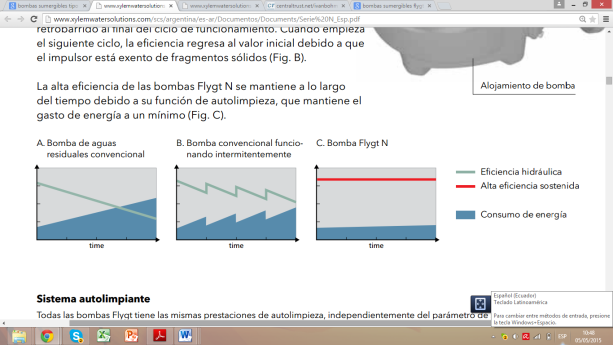 bombas sumergibles tipo
www.xylemwatersolutions
www.xylemwatersolutions
bombas sumergibles flygt
www.xylemwatersolutions.com/scs/argentina/es-ar/Documentos/Documents/Serie%20N_Esp.pdf
retrobarrido al final del ciclo de funcionamiento. Cuando empieza
el siguiente ciclo, la eficiencia regresa al valor inicial debido a que
el impulsor está exento de fragmentos sólidos (Fig. B).
Alojamiento de bomba
La alta eficiencia de las bombas Flygt N se mantiene a lo largo
del tiempo debido a su función de autolimpieza, que mantiene el
gasto de energía a un mínimo (Fig. C).
A. Bomba de aguas
residuales convencional
B. Bomba convencional funcio-
nando intermitentemente
C. Bomba Flygt N
Eficiencia hidráulica
Alta eficiencia sostenida
Consumo de energía
time
time
time
Sistema autolimpiante
Todas las bombas Flygt tienen las mismas prestaciones de autolimpieza, independientemente del parámetro de
Español (Ecuador)
Teclado Latinoamérica
Para cambiar entre métodos de entrada, presione
la tecla Windows+Espacio.
ESP
10:48
05/05/2015